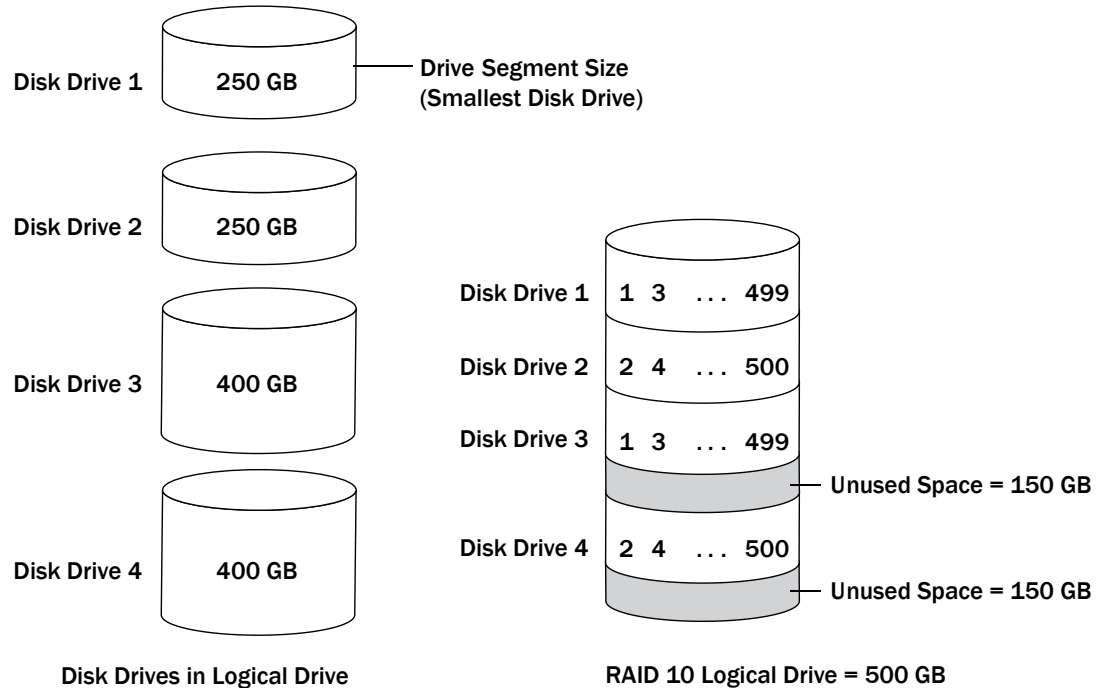 Disk Drive 1
250 GB
Drive Segment Size
(Smallest Disk Drive)
Disk Drive 2
250 GB
Disk Drive 3
400 GB
Disk Drive 4
400 GB
Disk Drives in Logical Drive
Disk Drive 1
1 3 ... 499
Disk Drive 2
2 4 ... 500
Disk Drive 3
1 3 ... 499
Unused Space = 150 GB
Disk Drive 4
2 4 ... 500
Unused Space = 150 GB
RAID 10 Logical Drive = 500 GB